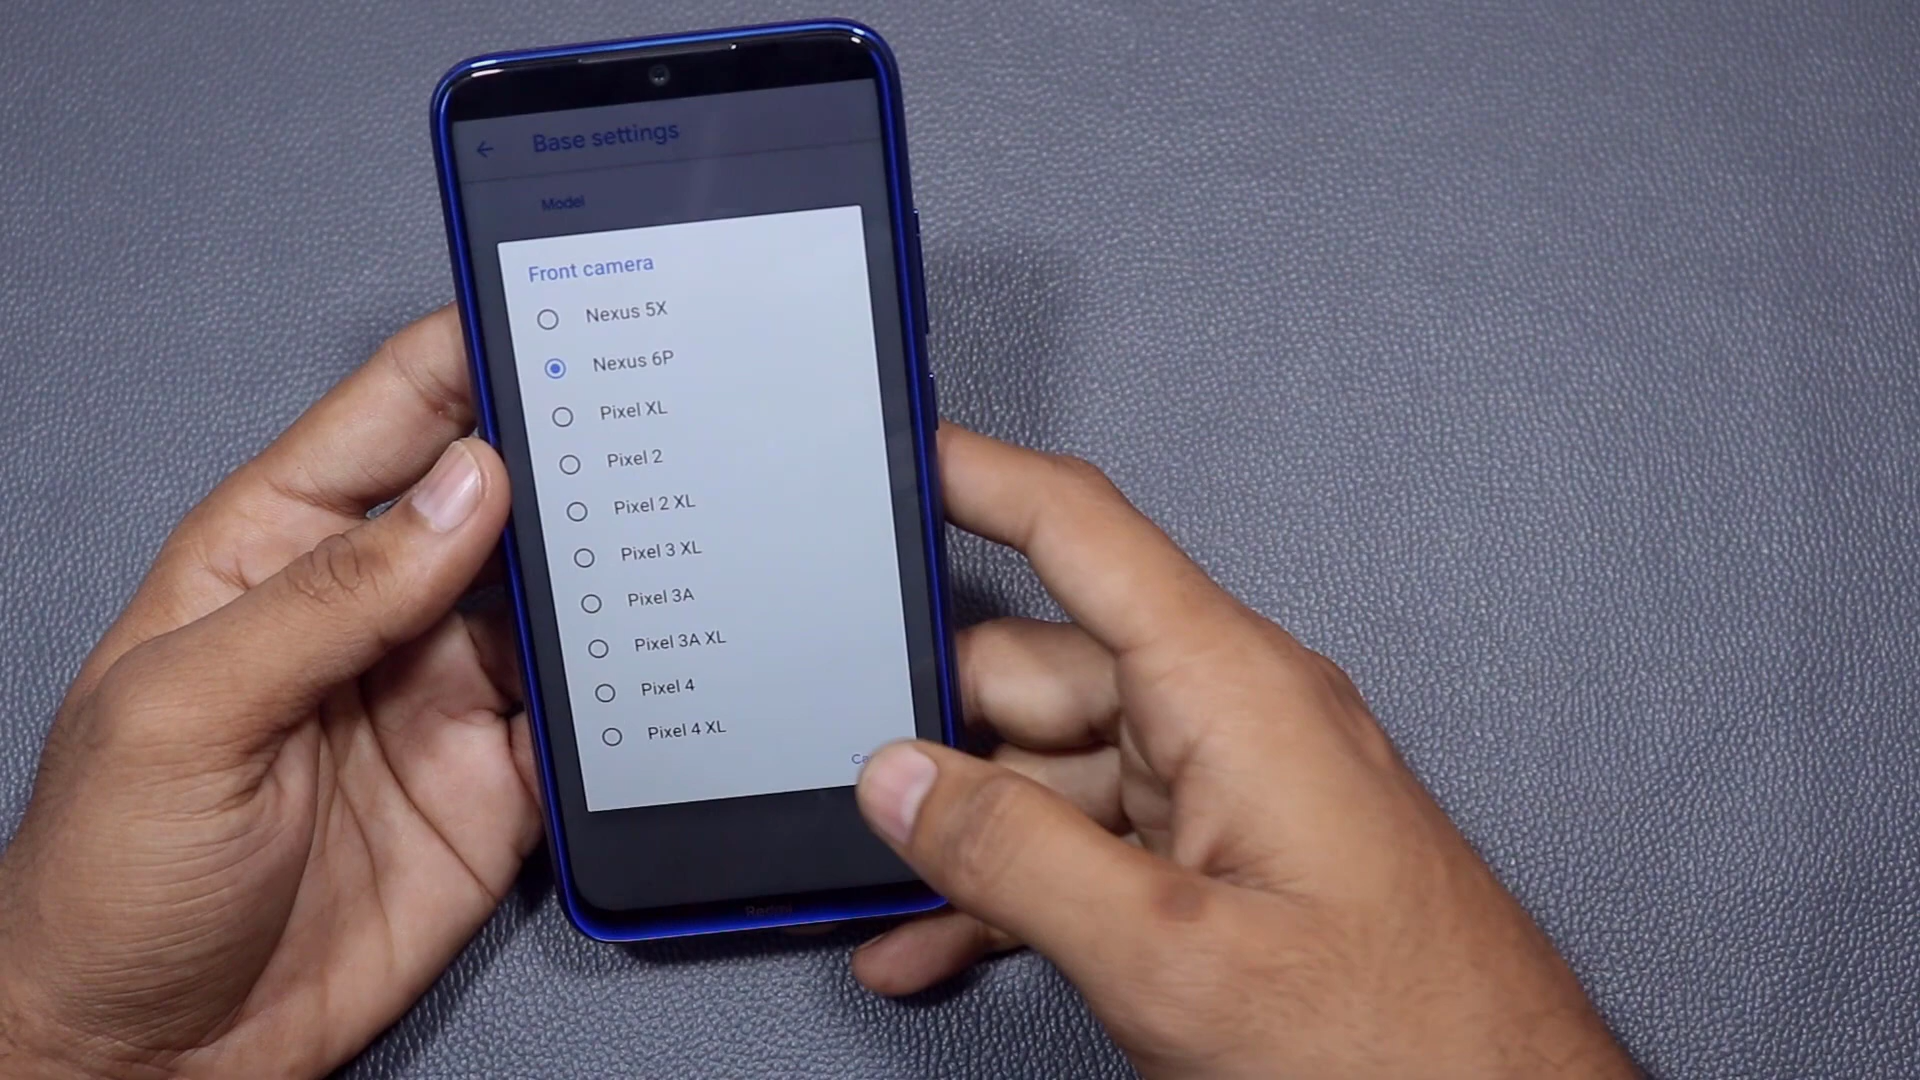 Base settings
Model
Front camera
Nexus 5X
Nexus 6P
Pixel XL
Pixel 2
Pixel 2 XL
Pixel 3 XL
Pixel 3A
Pixel 3A XL
Pixel 4
Pixel 4 XL
Redmi